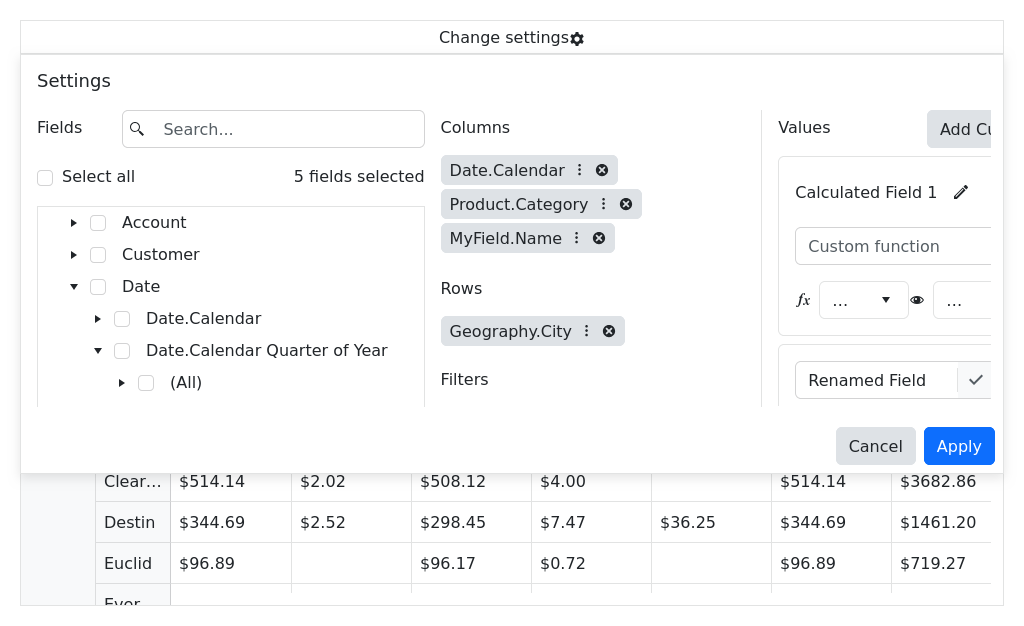 Change settings
Settings
Fields
Search...
Select all
5 fields selected
Account
Customer
Date
Date.Calendar
Date.Calendar Quarter of Year
(All)
Columns
Date.Calendar
Product.Category
MyField.Name
Rows
Geography.City
Filters
Values
Add Cu
Calculated Field 1
Custom function
fx ... ...
Renamed Field
Cancel Apply
Clear... $514.14 $2.02 $508.12 $4.00 $514.14 $3682.86
Destin $344.69 $2.52 $298.45 $7.47 $36.25 $344.69 $1461.20
Euclid $96.89 $96.17 $0.72 $96.89 $719.27